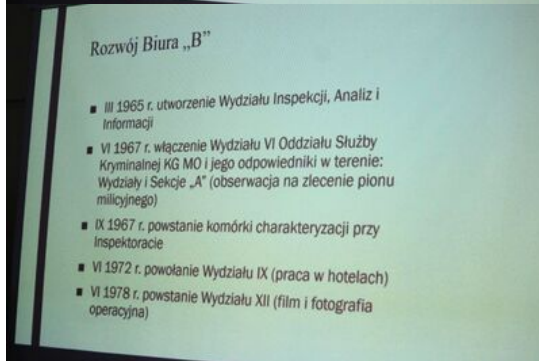 Rozwój Biura „B”
■ III 1965 r. utworzenie Wydziału Inspekcji, Analiz i
Informacji
■ VI 1967 r. włączenie Wydziału VI Oddziału Służby
Kryminalnej KG MO i jego odpowiedniki w terenie:
Wydziały i Sekcje „A” (obserwacja na zlecenie pionu
milicyjnego)
■ IX 1967 r. powstanie komórki charakteryzacji przy
Inspektoracie
■ VI 1972 r. powołanie Wydziału IX (praca w hotelach)
■ VI 1978 r. powstanie Wydziału XII (film i fotografia
operacyjna)